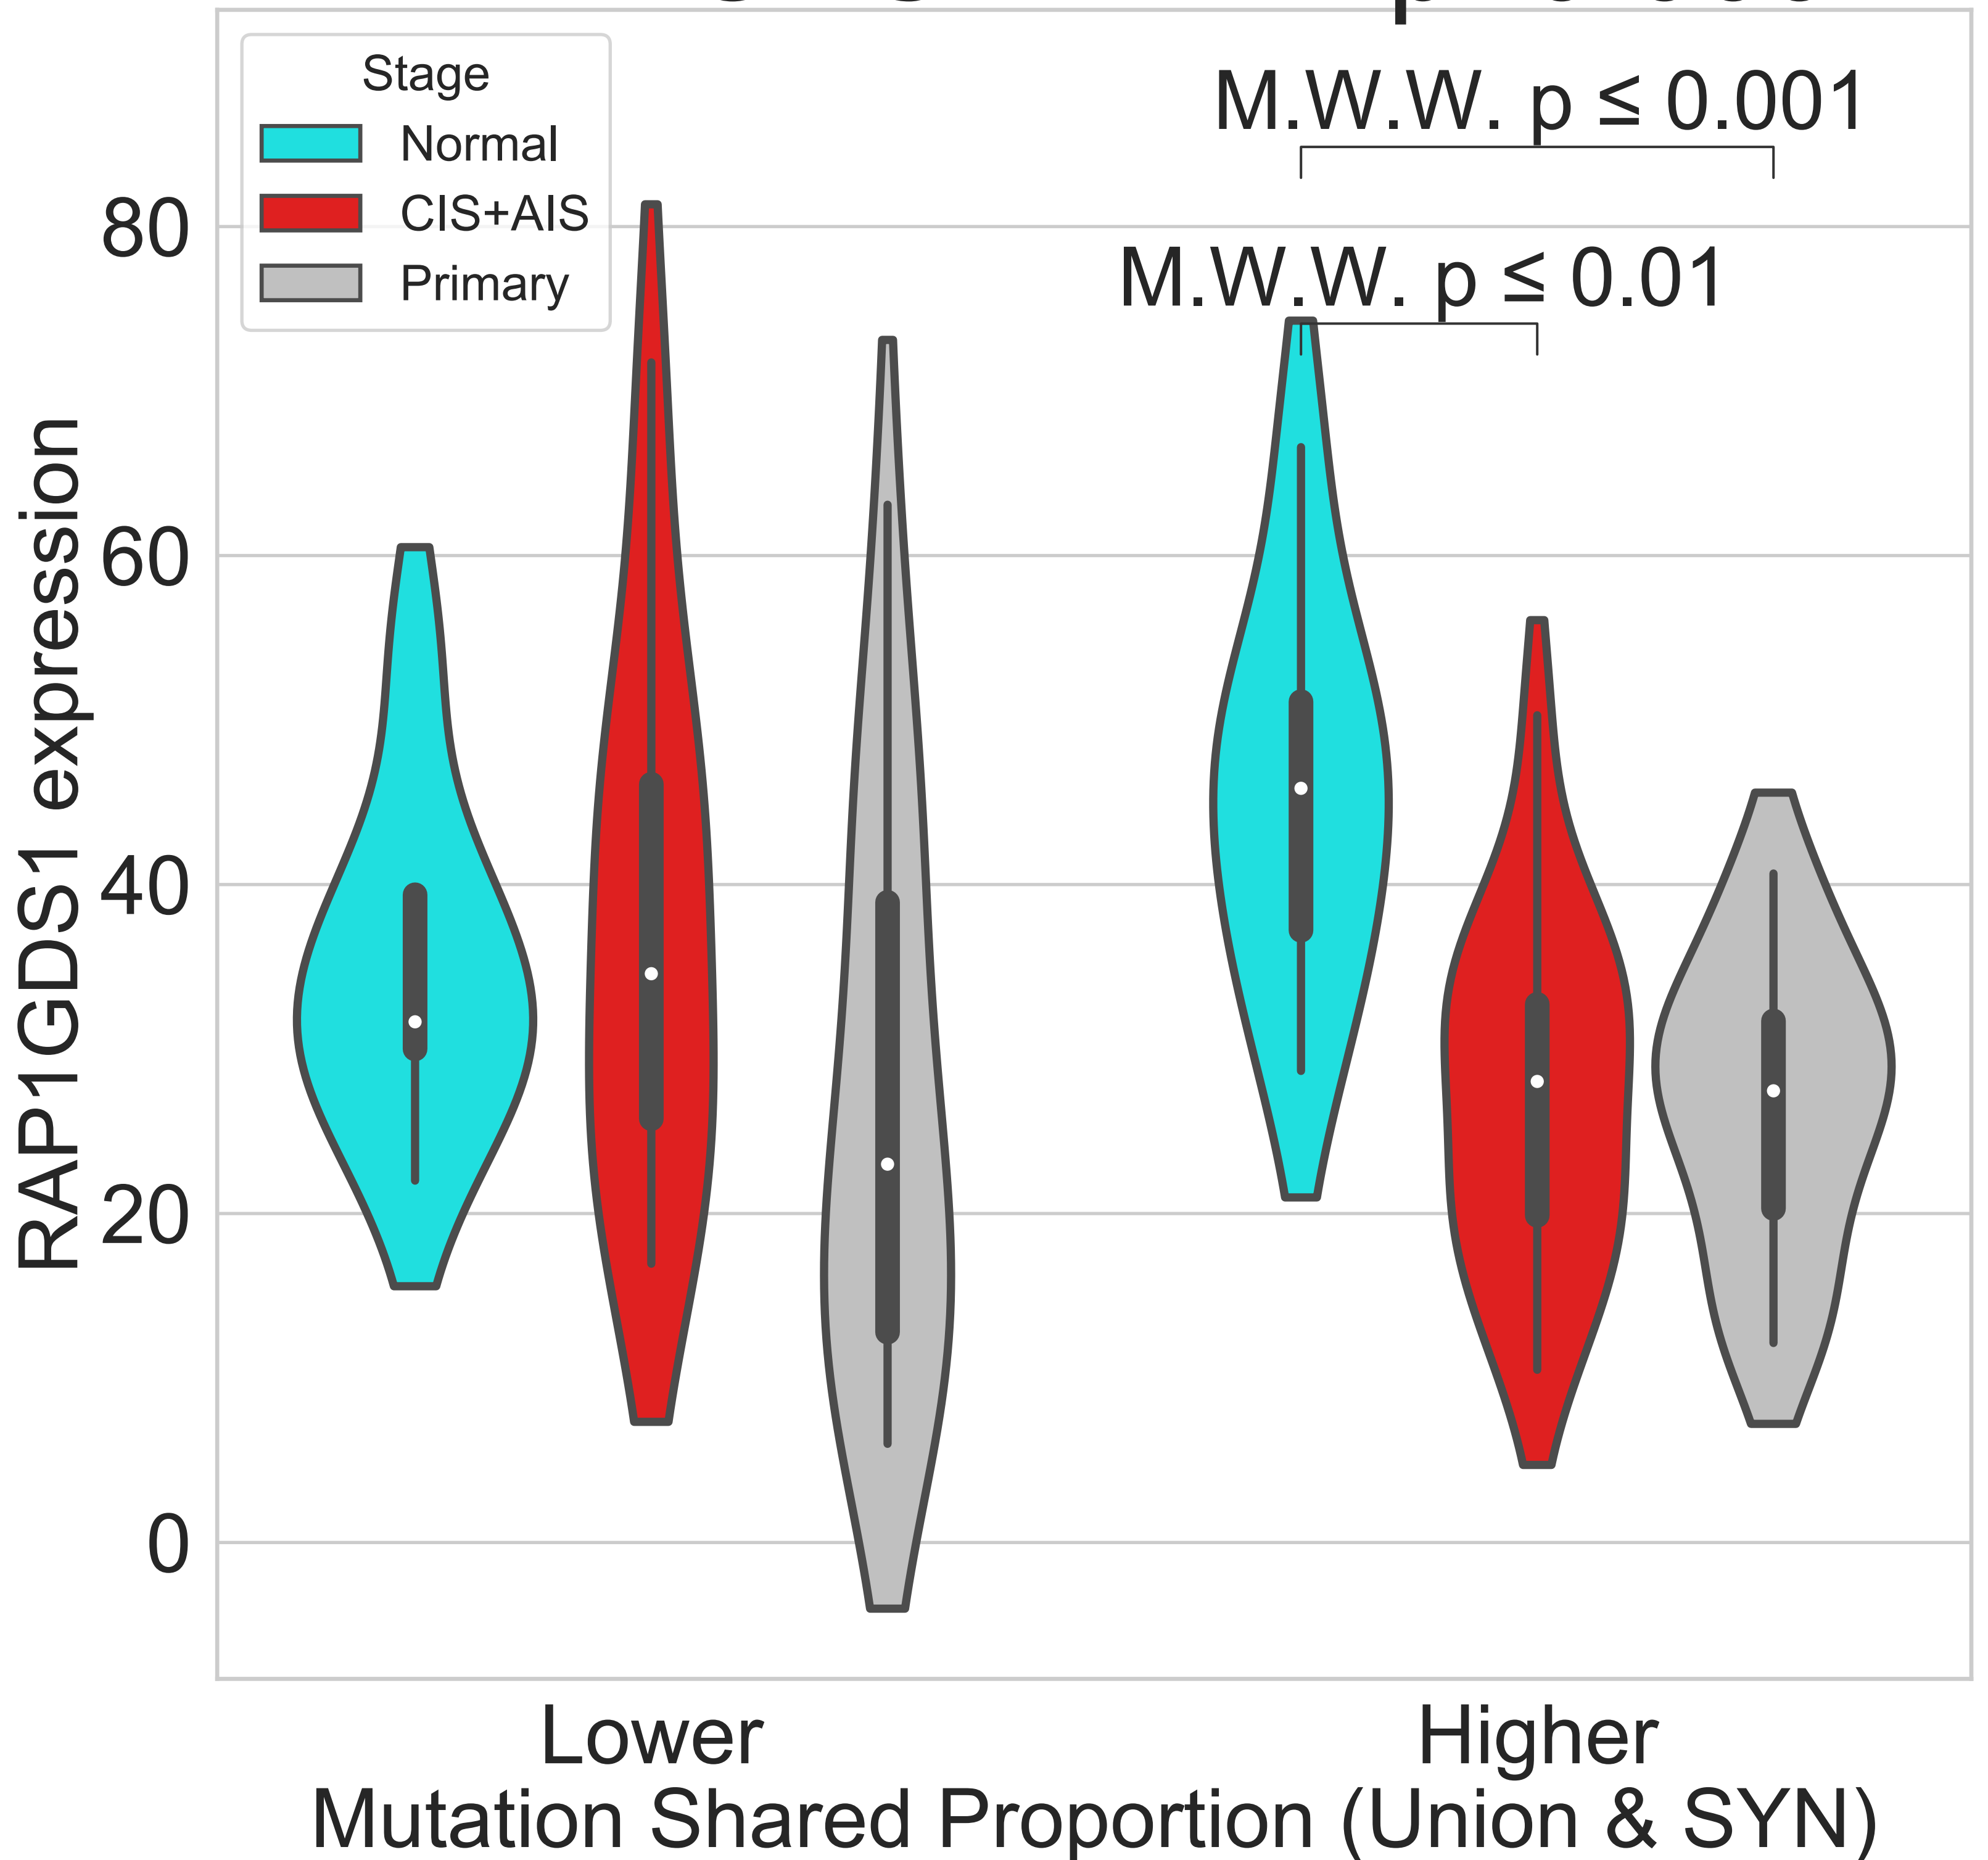 Stage
Normal
CIS+AIS
Primary
M.W.W. p ≤ 0.001
M.W.W. p ≤ 0.01
RAP1GDS1 expression
80
60
40
20
0
Lower
Higher
Mutation Shared Proportion (Union & SYN)